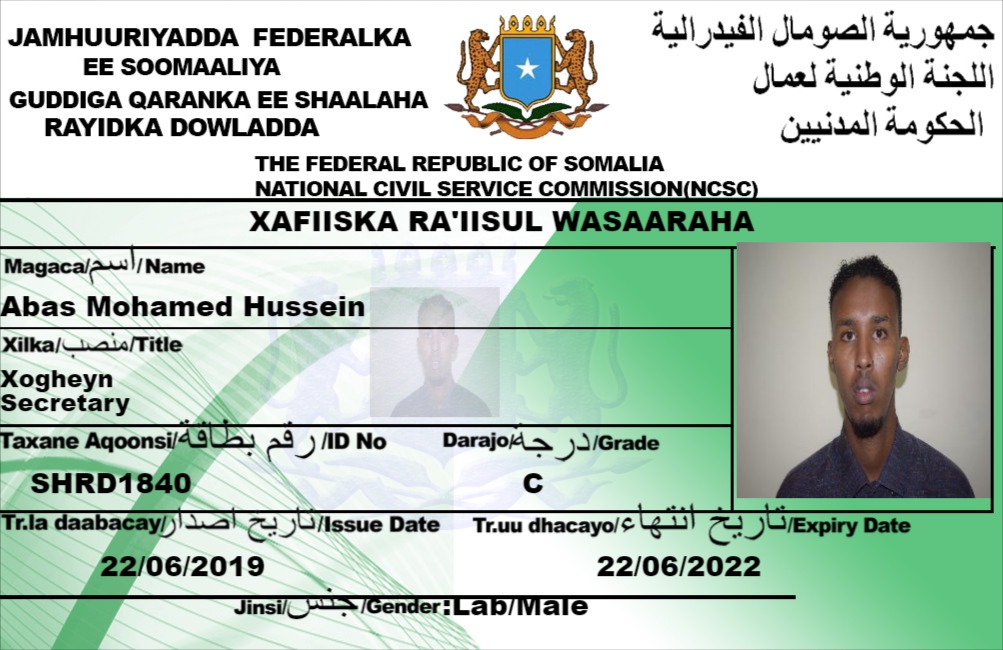 JAMHUURIYADDA FEDERALKA
EE SOOMAALIYA
GUDDIGA QARANKA EE SHAALAHA
RAYIDKA DOWLADDA
جمهورية الصومال الفيدرالية
اللجنة الوطنية لعمال
الحكومة المدنيين
THE FEDERAL REPUBLIC OF SOMALIA
NATIONAL CIVIL SERVICE COMMISSION(NCSC)
XAFIISKA RA'IISUL WASAARAHA
Magaca/اسم/Name
Abas Mohamed Hussein
Xilka/منصب/Title
Xogheyn
Secretary
Taxane Aqoonsi/رقم بطاقة/ID No
Darajo/درجة/Grade
SHRD1840
C
Tr.la daabacay/تاريخ اصدار/Issue Date
Tr.uu dhacayo/تاريخ انتهاء/Expiry Date
22/06/2019
22/06/2022
Jinsi/جنس/Gender:Lab/Male